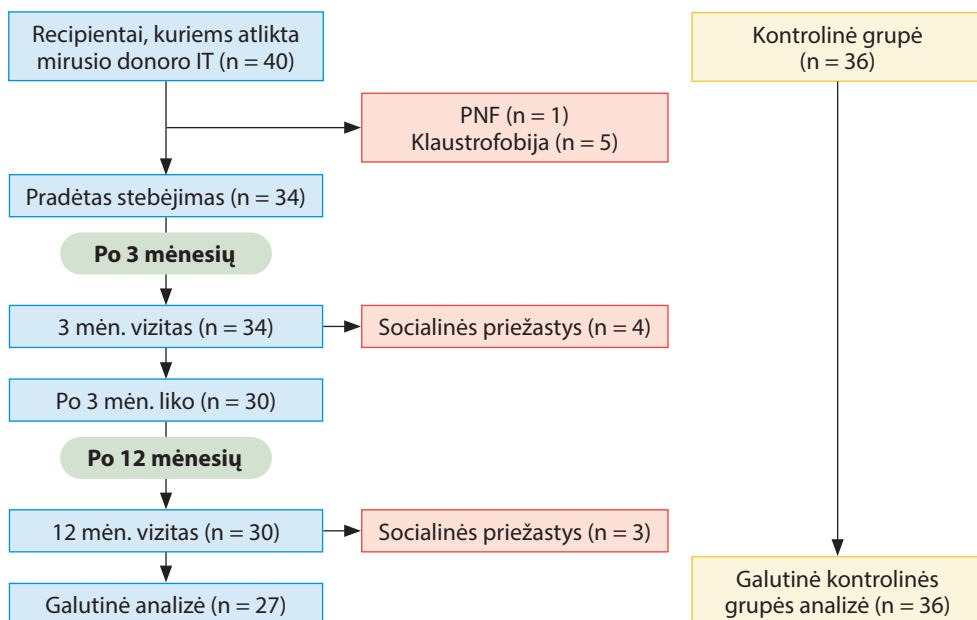 Recipientai, kuriems atlikta
mirusio donoro IT (n = 40)
Kontrolinė grupė
(n = 36)
PNF (n = 1)
Klaustrofobija (n = 5)
Pradėtas stebėjimas (n = 34)
Po 3 mėnesių
3 mėn. vizitas (n = 34)
Socialinės priežastys (n = 4)
Po 3 mėn. liko (n = 30)
Po 12 mėnesių
12 mėn. vizitas (n = 30)
Socialinės priežastys (n = 3)
Galutinė analizė (n = 27)
Galutinė kontrolinės
grupės analizė (n = 36)